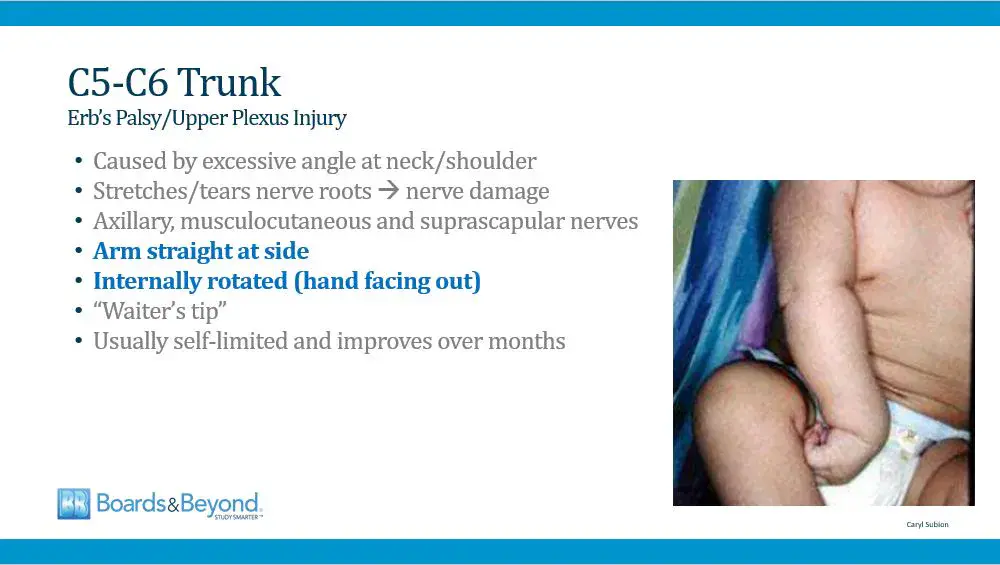 C5-C6 Trunk
Erb's Palsy/Upper Plexus Injury
• Caused by excessive angle at neck/shoulder
• Stretches/tears nerve roots → nerve damage
• Axillary, musculocutaneous and suprascapular nerves
• Arm straight at side
• Internally rotated (hand facing out)
• “Waiter’s tip”
• Usually self-limited and improves over months
BB Boards&Beyond.
STUDY SMARTER ™
Caryl Subion